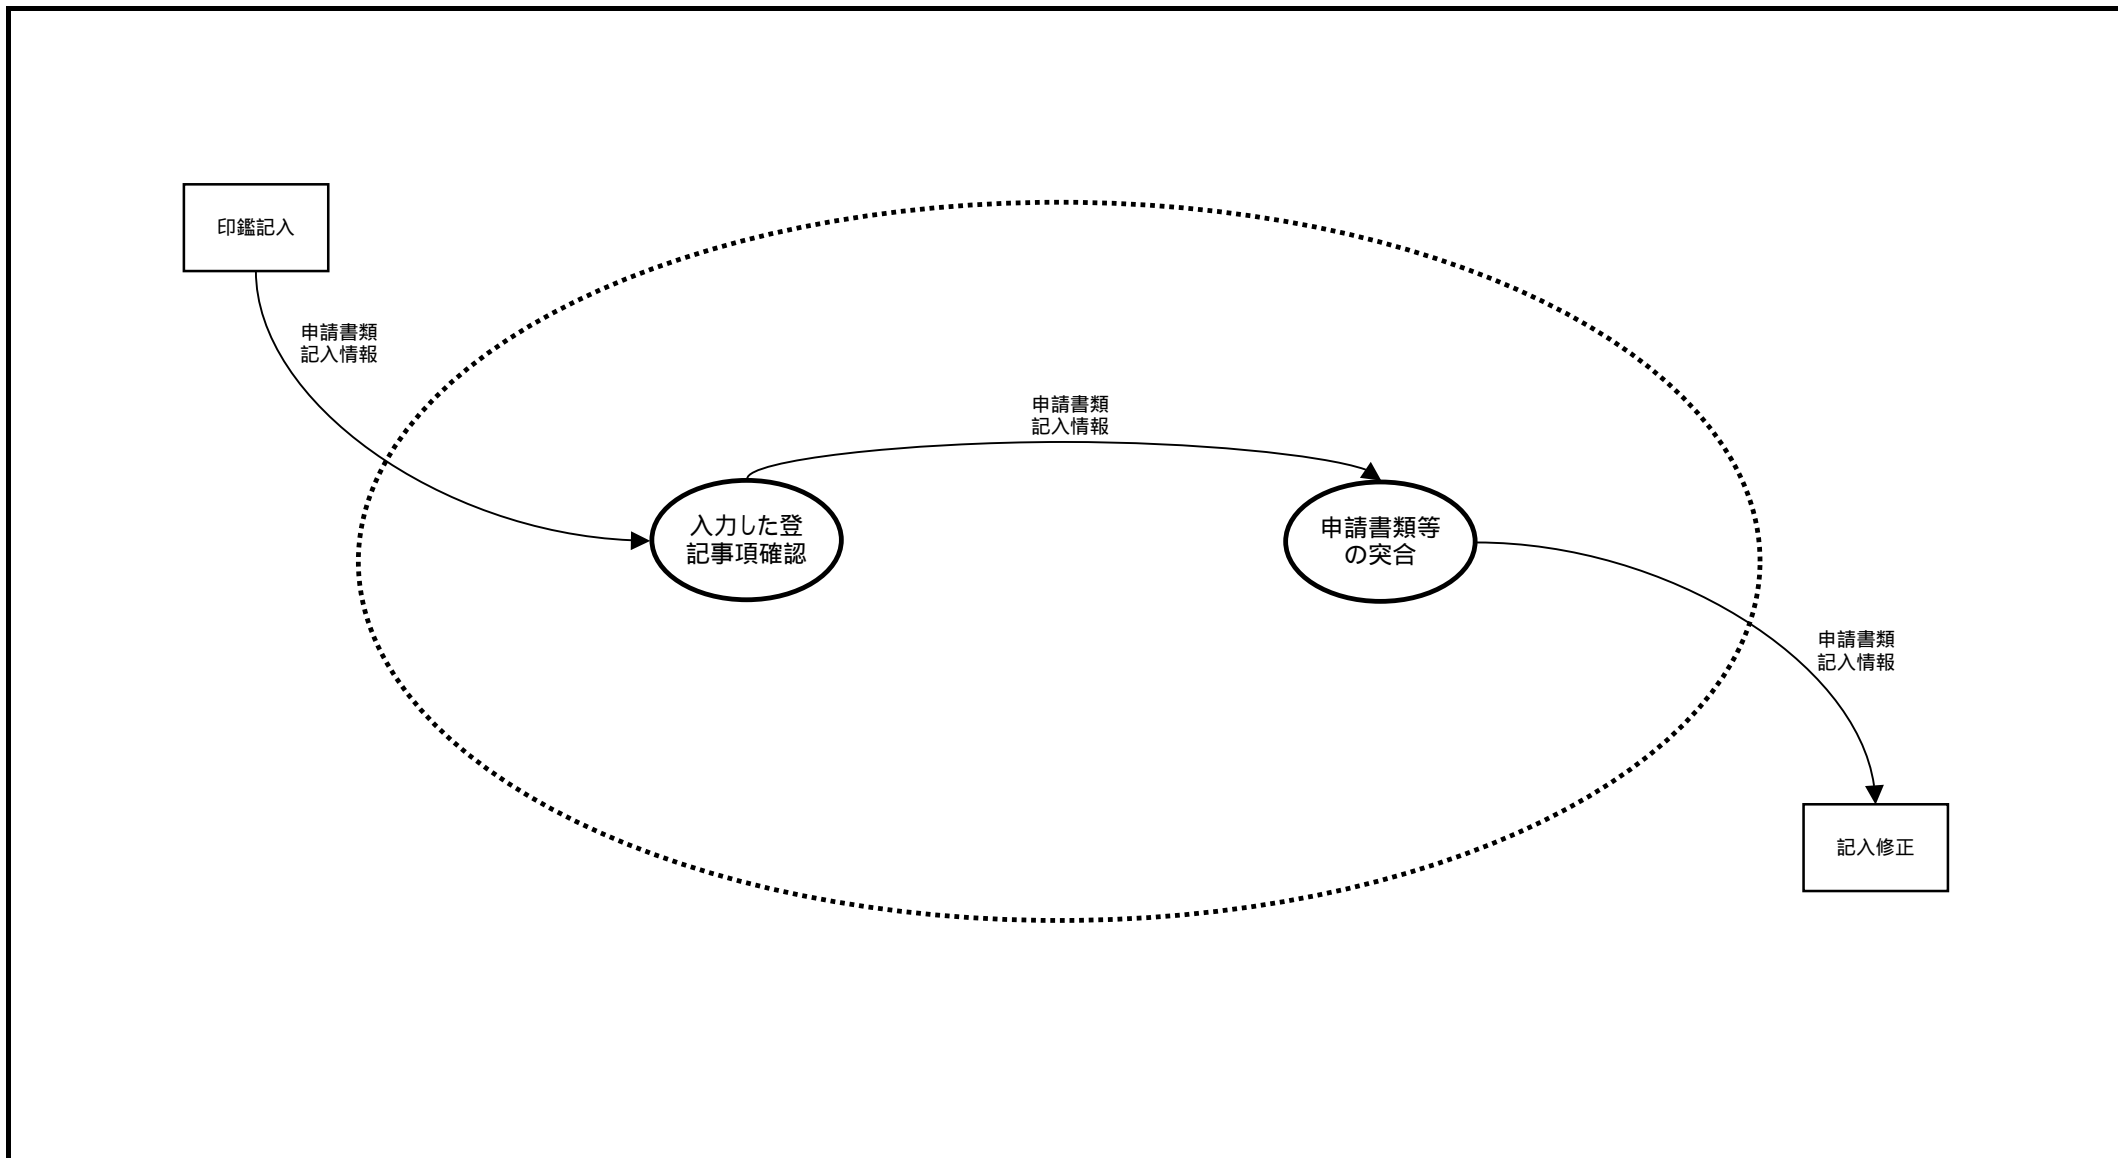 印鑑記入
申請書類
記入情報
申請書類
記入情報
入力した登
記事項確認
申請書類等
の突合
申請書類
記入情報
記入修正